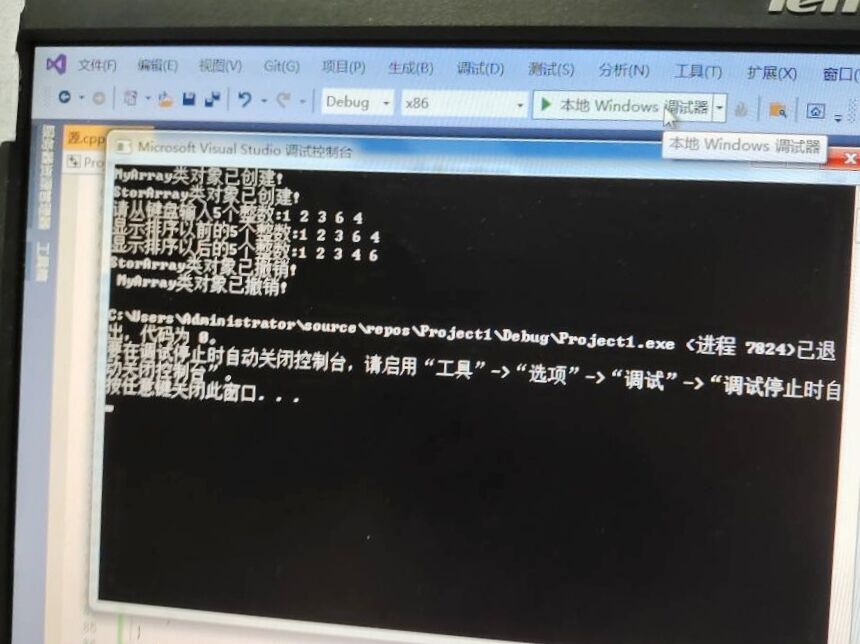 文件(F) 编辑(E) 视图(V) Git(G) 项目(P) 生成(B) 调试(D) 测试(S) 分析(N) 工具(T) 扩展(X) 窗口(
Debug x86 本地 Windows 调试器
源.cpp
本地 Windows 调试器
Pro
Microsoft Visual Studio 调试控制台
MyArray类对象已创建!
StorArray类对象已创建!
请从键盘输入5个整数:1 2 3 6 4
显示排序以前的5个整数:1 2 3 6 4
显示排序以后的5个整数:1 2 3 4 6
StorArray类对象已撤销!
MyArray类对象已撤销!
C:\Users\Administrator\source\repos\Project1\Debug\Project1.exe (进程 7824)已退
出，代码为 0。
要在调试停止时自动关闭控制台，请启用“工具”->“选项”->“调试”->“调试停止时自
动关闭控制台”。
按任意键关闭此窗口. . .